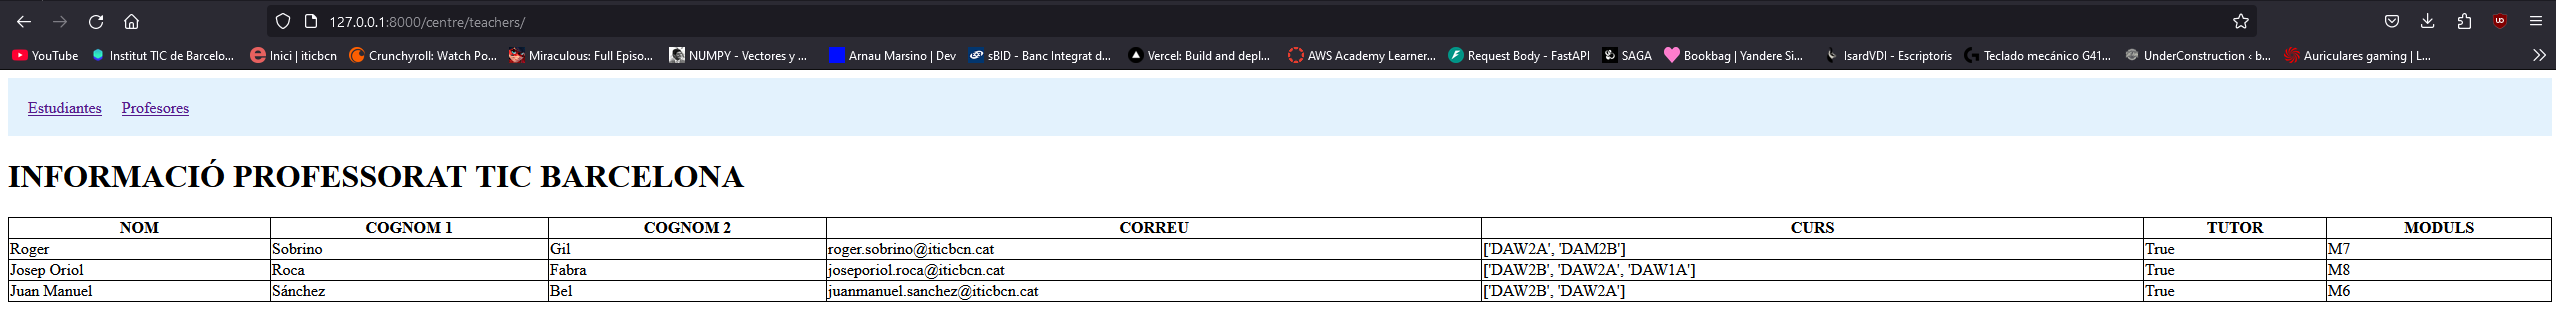 127.0.0.1:8000/centre/teachers/
YouTube Institut TIC de Barcelo... Inici | iticbcn Crunchyroll: Watch Po... Miraculous: Full Episo... NUMPY - Vectores y ... Arnau Marsino | Dev sBID - Banc Integrat d... Vercel: Build and depl... AWS Academy Learner... Request Body - FastAPI SAGA Bookbag | Yandere Si... IsardVDI - Escriptoris Teclado mecánico G41... UnderConstruction ‹ b... Auriculares gaming | L...
Estudiantes Profesores
INFORMACIÓ PROFESSORAT TIC BARCELONA
NOM COGNOM 1 COGNOM 2 CORREU CURS TUTOR MODULS
Roger Sobrino Gil roger.sobrino@iticbcn.cat ['DAW2A', 'DAM2B'] True M7
Josep Oriol Roca Fabra joseporiol.roca@iticbcn.cat ['DAW2B', 'DAW2A', 'DAW1A'] True M8
Juan Manuel Sánchez Bel juanmanuel.sanchez@iticbcn.cat ['DAW2B', 'DAW2A'] True M6